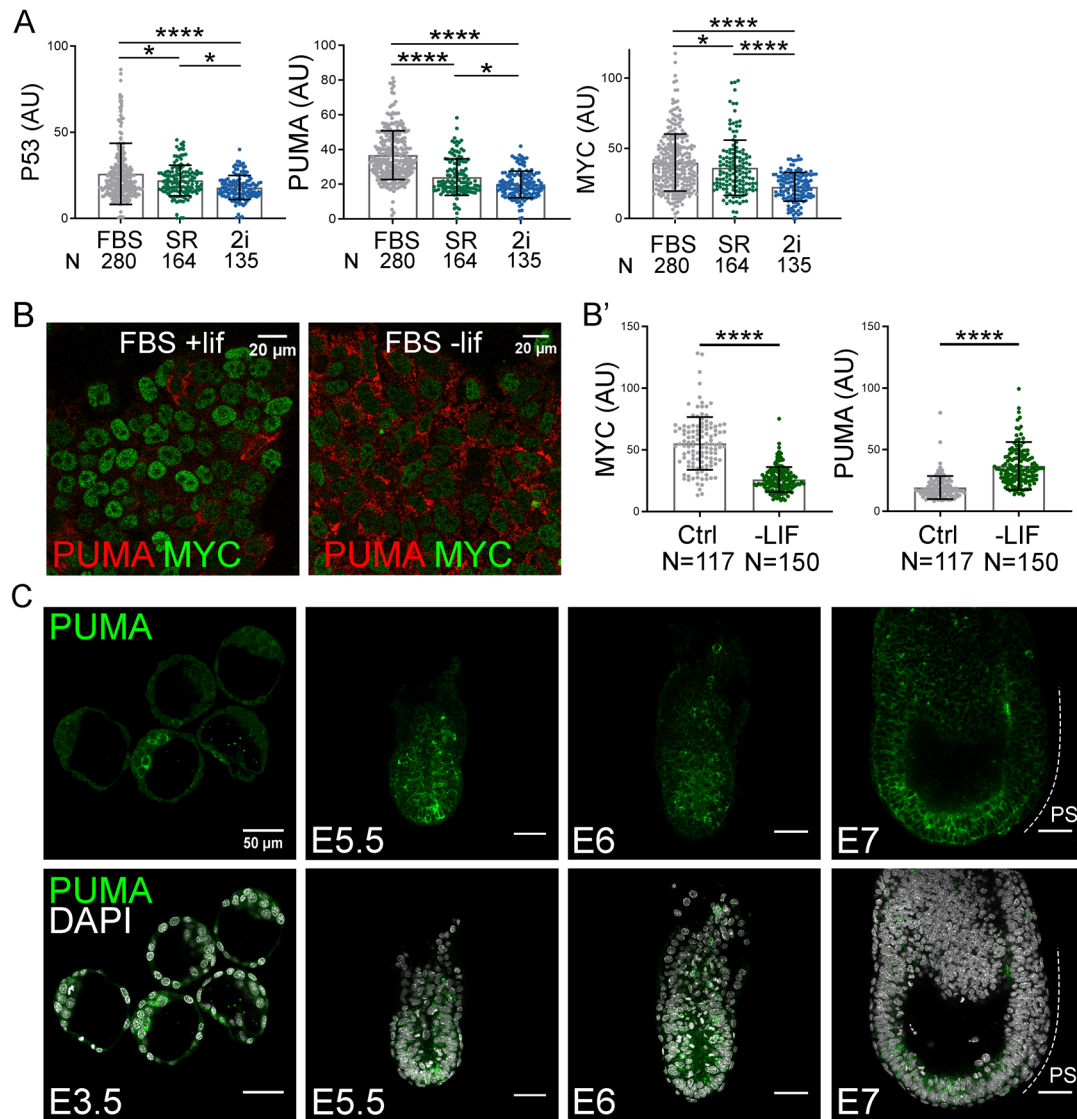 A
****
*
*
P53 (AU)
100
50
0
FBS SR 2i
N 280 164 135
****
****
*
PUMA (AU)
100
80
60
40
20
0
FBS SR 2i
N 280 164 135
****
*
****
MYC (AU)
100
50
0
FBS SR 2i
N 280 164 135
B
FBS +lif
20 µm
PUMA MYC
FBS -lif
20 µm
PUMA MYC
B'
****
MYC (AU)
150
100
50
0
Ctrl -LIF
N=117 N=150
****
PUMA (AU)
150
100
50
0
Ctrl -LIF
N=117 N=150
C
PUMA
50 µm
E5.5
E6
E7
PS
PUMA
DAPI
E3.5
E5.5
E6
E7
PS